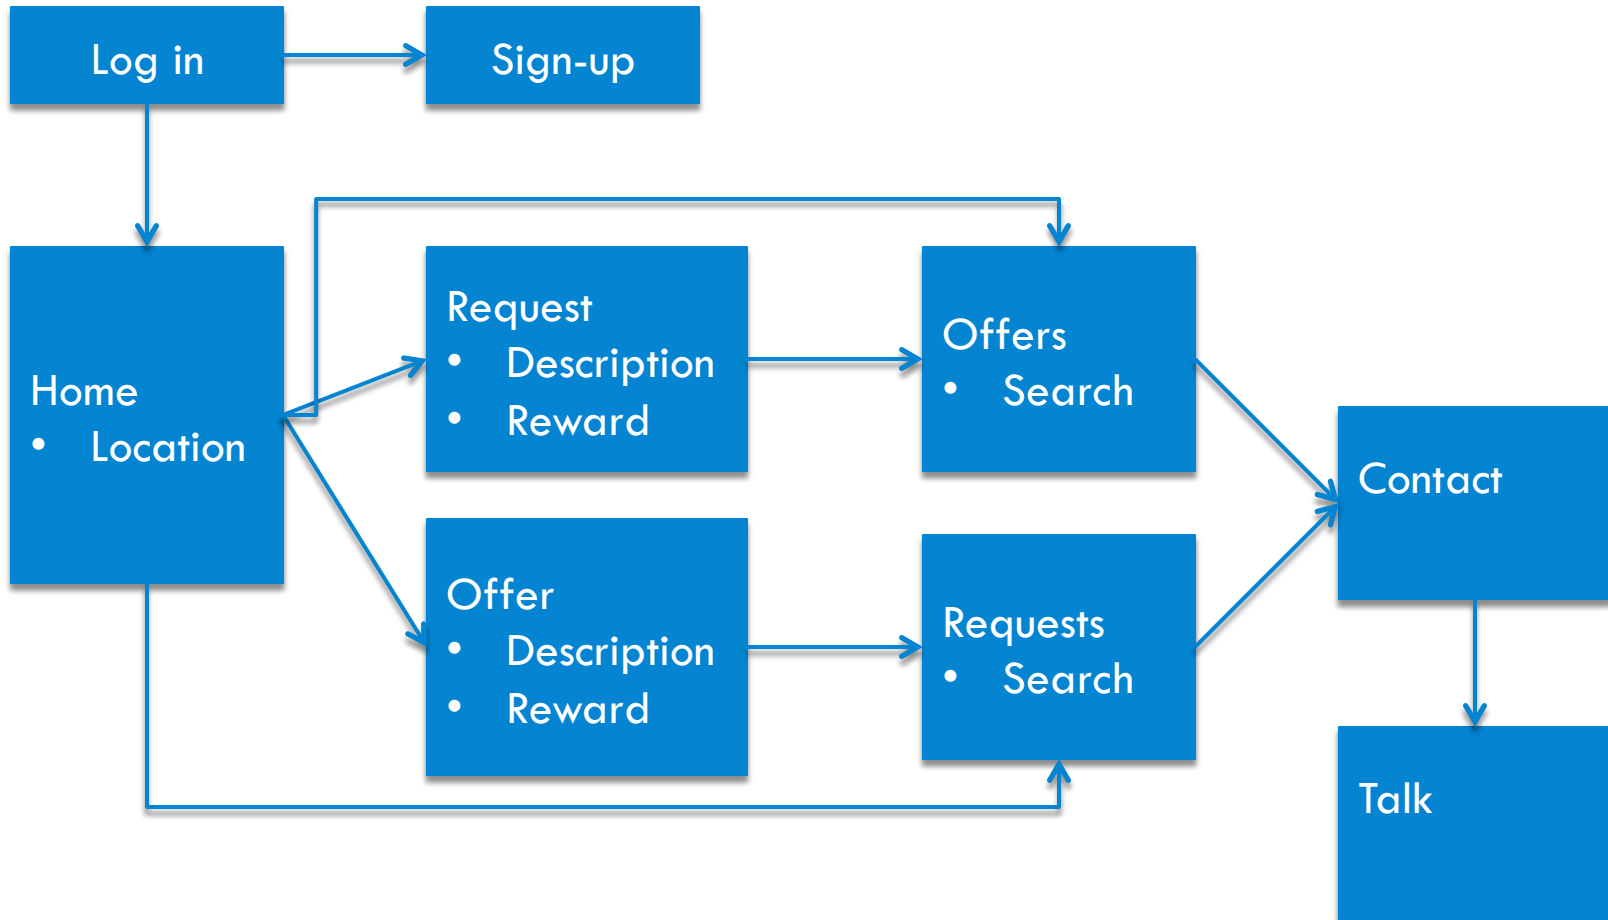 Log in
Sign-up
Home
• Location
Request
• Description
• Reward
Offer
• Description
• Reward
Offers
• Search
Requests
• Search
Contact
Talk